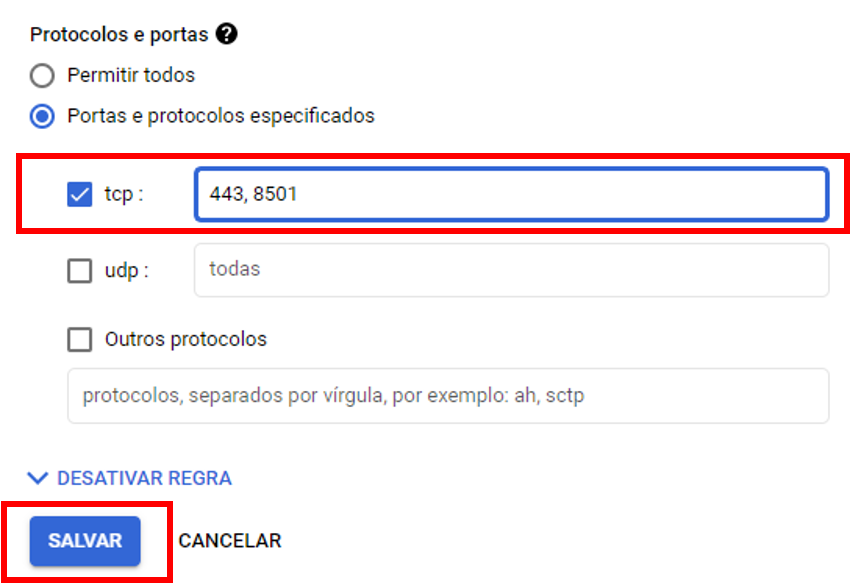 Protocolos e portas ?
Permitir todos
Portas e protocolos especificados
tcp : 443, 8501
udp : todas
Outros protocolos
protocolos, separados por vírgula, por exemplo: ah, sctp
DESATIVAR REGRA
SALVAR CANCELAR